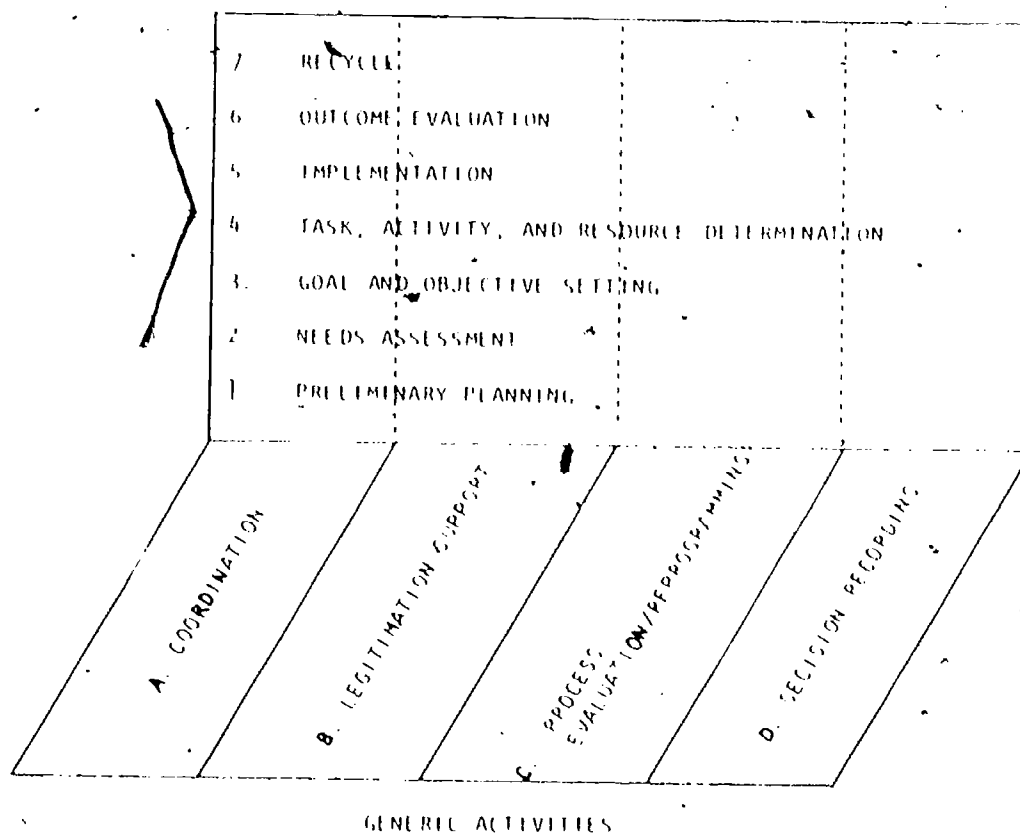 7 RECYCLE
6 OUTCOME EVALUATION
5 IMPLEMENTATION
4 TASK, ACTIVITY, AND RESOURCE DETERMINATION
3. GOAL AND OBJECTIVE SETTING
2 NEEDS ASSESSMENT
1 PRELIMINARY PLANNING
A. COORDINATION
B. LEGITIMATION SUPPORT
C. PROCESS
EVALUATION/REPROGRAMMING
D. DECISION RECORDING
GENERIC ACTIVITIES